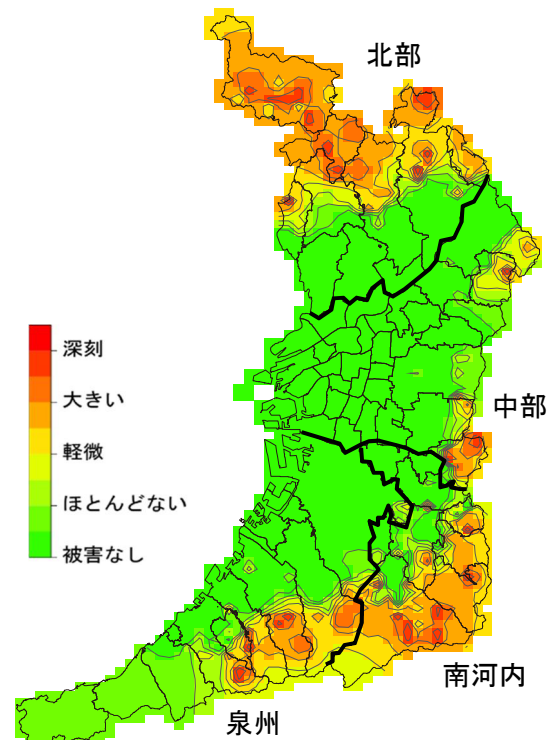 北部
深刻
大きい
軽微
ほとんどない
被害なし
中部
南河内
泉州